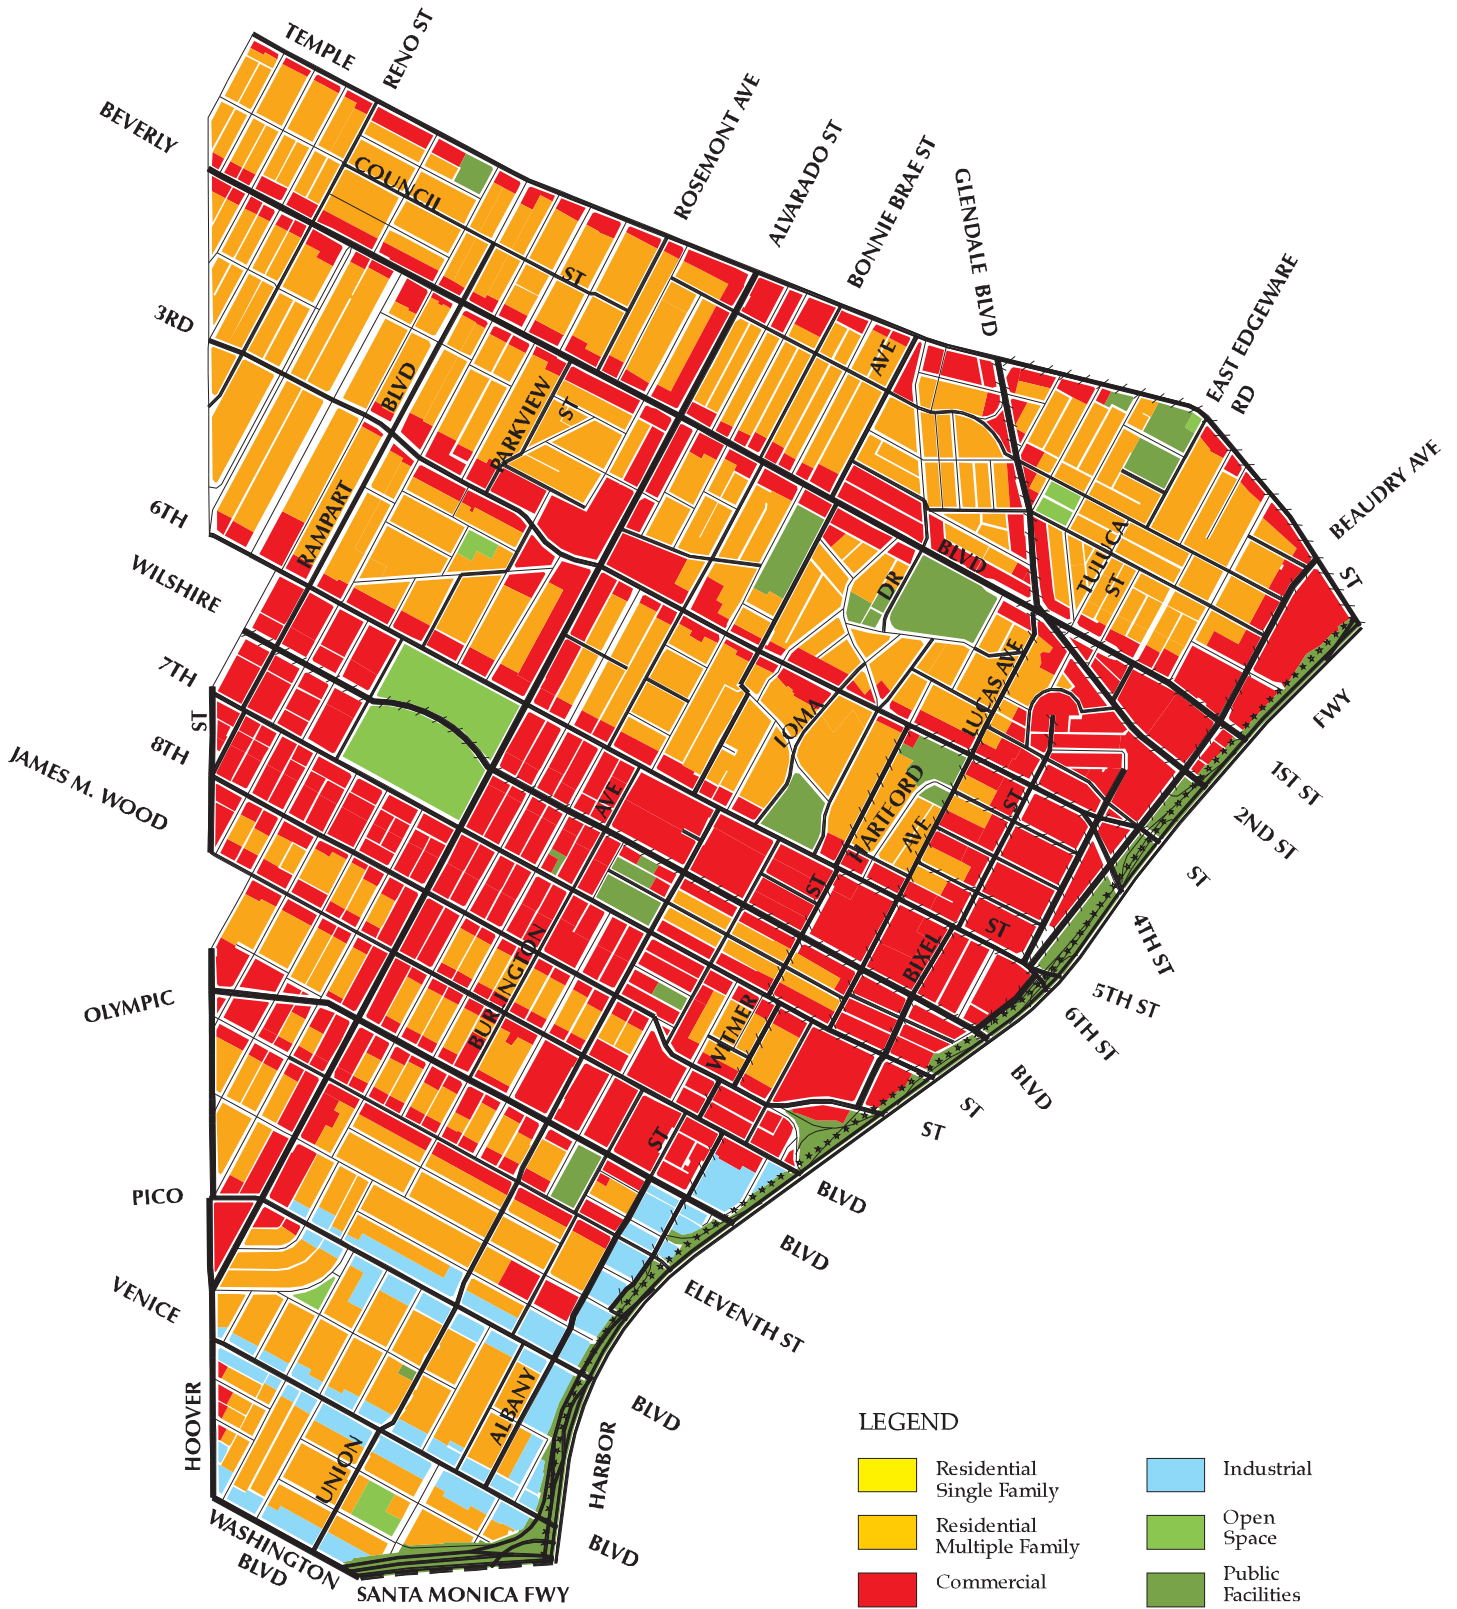 TEMPLE
RENO ST
BEVERLY
COUNCIL
ST
ROSEMONT AVE
ALVARADO ST
BONNIE BRAE ST
AVE
GLENDALE BLVD
EAST EDGEWARE
RD
BEAUDRY AVE
ST
3RD
BLVD
PARKVIEW
ST
6TH
RAMPART
WILSHIRE
BLVD
DR
TULUCA
ST
7TH
ST
8TH
JAMES M. WOOD
LOMA
LUCAS AVE
FWY
1ST ST
2ND ST
ST
AVE
HARTFORD
AVE
ST
ST
ST
BIXEL
4TH ST
5TH ST
6TH ST
BURLINGTON
WITMER
OLYMPIC
BLVD
ST
ST
ST
PICO
BLVD
BLVD
VENICE
ELEVENTH ST
HOOVER
ALBANY
UNION
BLVD
HARBOR
BLVD
WASHINGTON
BLVD
SANTA MONICA FWY
LEGEND
Residential
Single Family
Residential
Multiple Family
Commercial
Industrial
Open
Space
Public
Facilities